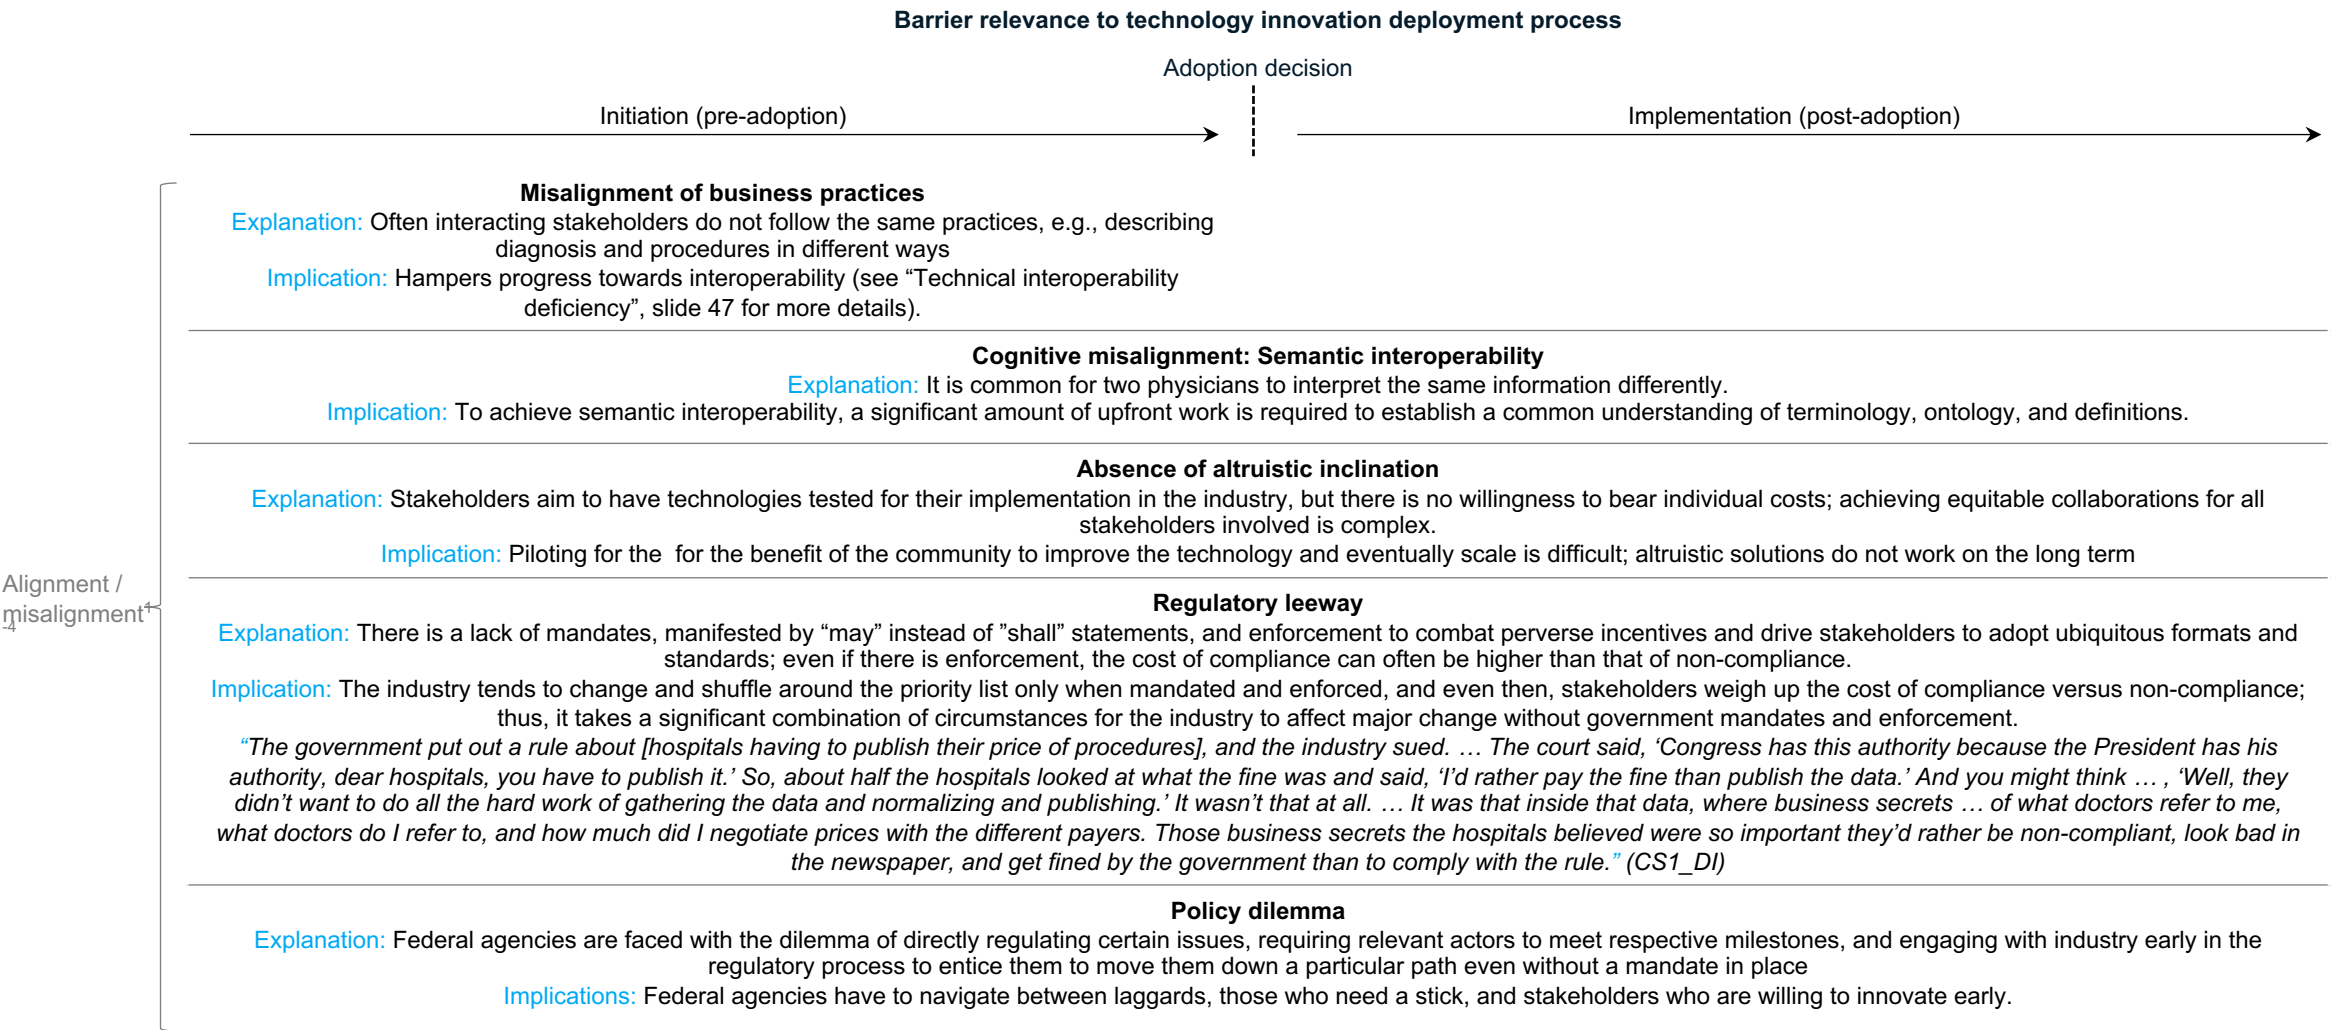 Barrier relevance to technology innovation deployment process
Adoption decision
Initiation (pre-adoption)
Implementation (post-adoption)
Misalignment of business practices
Explanation: Often interacting stakeholders do not follow the same practices, e.g., describing
diagnosis and procedures in different ways
Implication: Hampers progress towards interoperability (see “Technical interoperability
deficiency”, slide 47 for more details).
Cognitive misalignment: Semantic interoperability
Explanation: It is common for two physicians to interpret the same information differently.
Implication: To achieve semantic interoperability, a significant amount of upfront work is required to establish a common understanding of terminology, ontology, and definitions.
Absence of altruistic inclination
Explanation: Stakeholders aim to have technologies tested for their implementation in the industry, but there is no willingness to bear individual costs; achieving equitable collaborations for all
stakeholders involved is complex.
Implication: Piloting for the  for the benefit of the community to improve the technology and eventually scale is difficult; altruistic solutions do not work on the long term
Alignment /
misalignment1
-4
Regulatory leeway
Explanation: There is a lack of mandates, manifested by “may” instead of ”shall” statements, and enforcement to combat perverse incentives and drive stakeholders to adopt ubiquitous formats and
standards; even if there is enforcement, the cost of compliance can often be higher than that of non-compliance.
Implication: The industry tends to change and shuffle around the priority list only when mandated and enforced, and even then, stakeholders weigh up the cost of compliance versus non-compliance;
thus, it takes a significant combination of circumstances for the industry to affect major change without government mandates and enforcement.
“The government put out a rule about [hospitals having to publish their price of procedures], and the industry sued. … The court said, ‘Congress has this authority because the President has his
authority, dear hospitals, you have to publish it.’ So, about half the hospitals looked at what the fine was and said, ‘I’d rather pay the fine than publish the data.’ And you might think … , ‘Well, they
didn’t want to do all the hard work of gathering the data and normalizing and publishing.’ It wasn’t that at all. … It was that inside that data, where business secrets … of what doctors refer to me,
what doctors do I refer to, and how much did I negotiate prices with the different payers. Those business secrets the hospitals believed were so important they’d rather be non-compliant, look bad in
the newspaper, and get fined by the government than to comply with the rule.” (CS1_DI)
Policy dilemma
Explanation: Federal agencies are faced with the dilemma of directly regulating certain issues, requiring relevant actors to meet respective milestones, and engaging with industry early in the
regulatory process to entice them to move them down a particular path even without a mandate in place
Implications: Federal agencies have to navigate between laggards, those who need a stick, and stakeholders who are willing to innovate early.